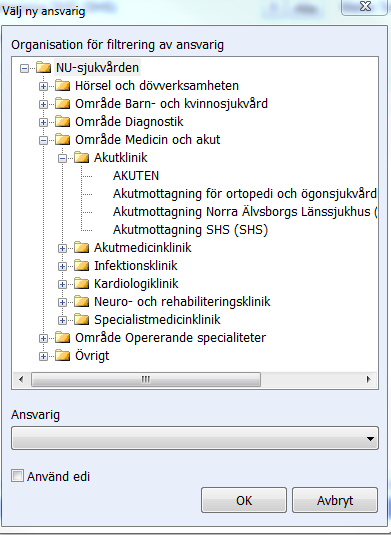 Välj ny ansvarig
Organisation för filtrering av ansvarig
NU-sjukvården
Hörsel och dövverksamheten
Område Barn- och kvinnosjukvård
Område Diagnostik
Område Medicin och akut
Akutklinik
AKUTEN
Akutmottagning för ortopedi och ögonsjukvård
Akutmottagning Norra Älvsborgs Länssjukhus (
Akutmottagning SHS (SHS)
Akutmedicinklinik
Infektionsklinik
Kardiologiklinik
Neuro- och rehabiliteringsklinik
Specialistmedicinklinik
Område Opererande specialiteter
Övrigt
Ansvarig
Använd edi
OK Avbryt